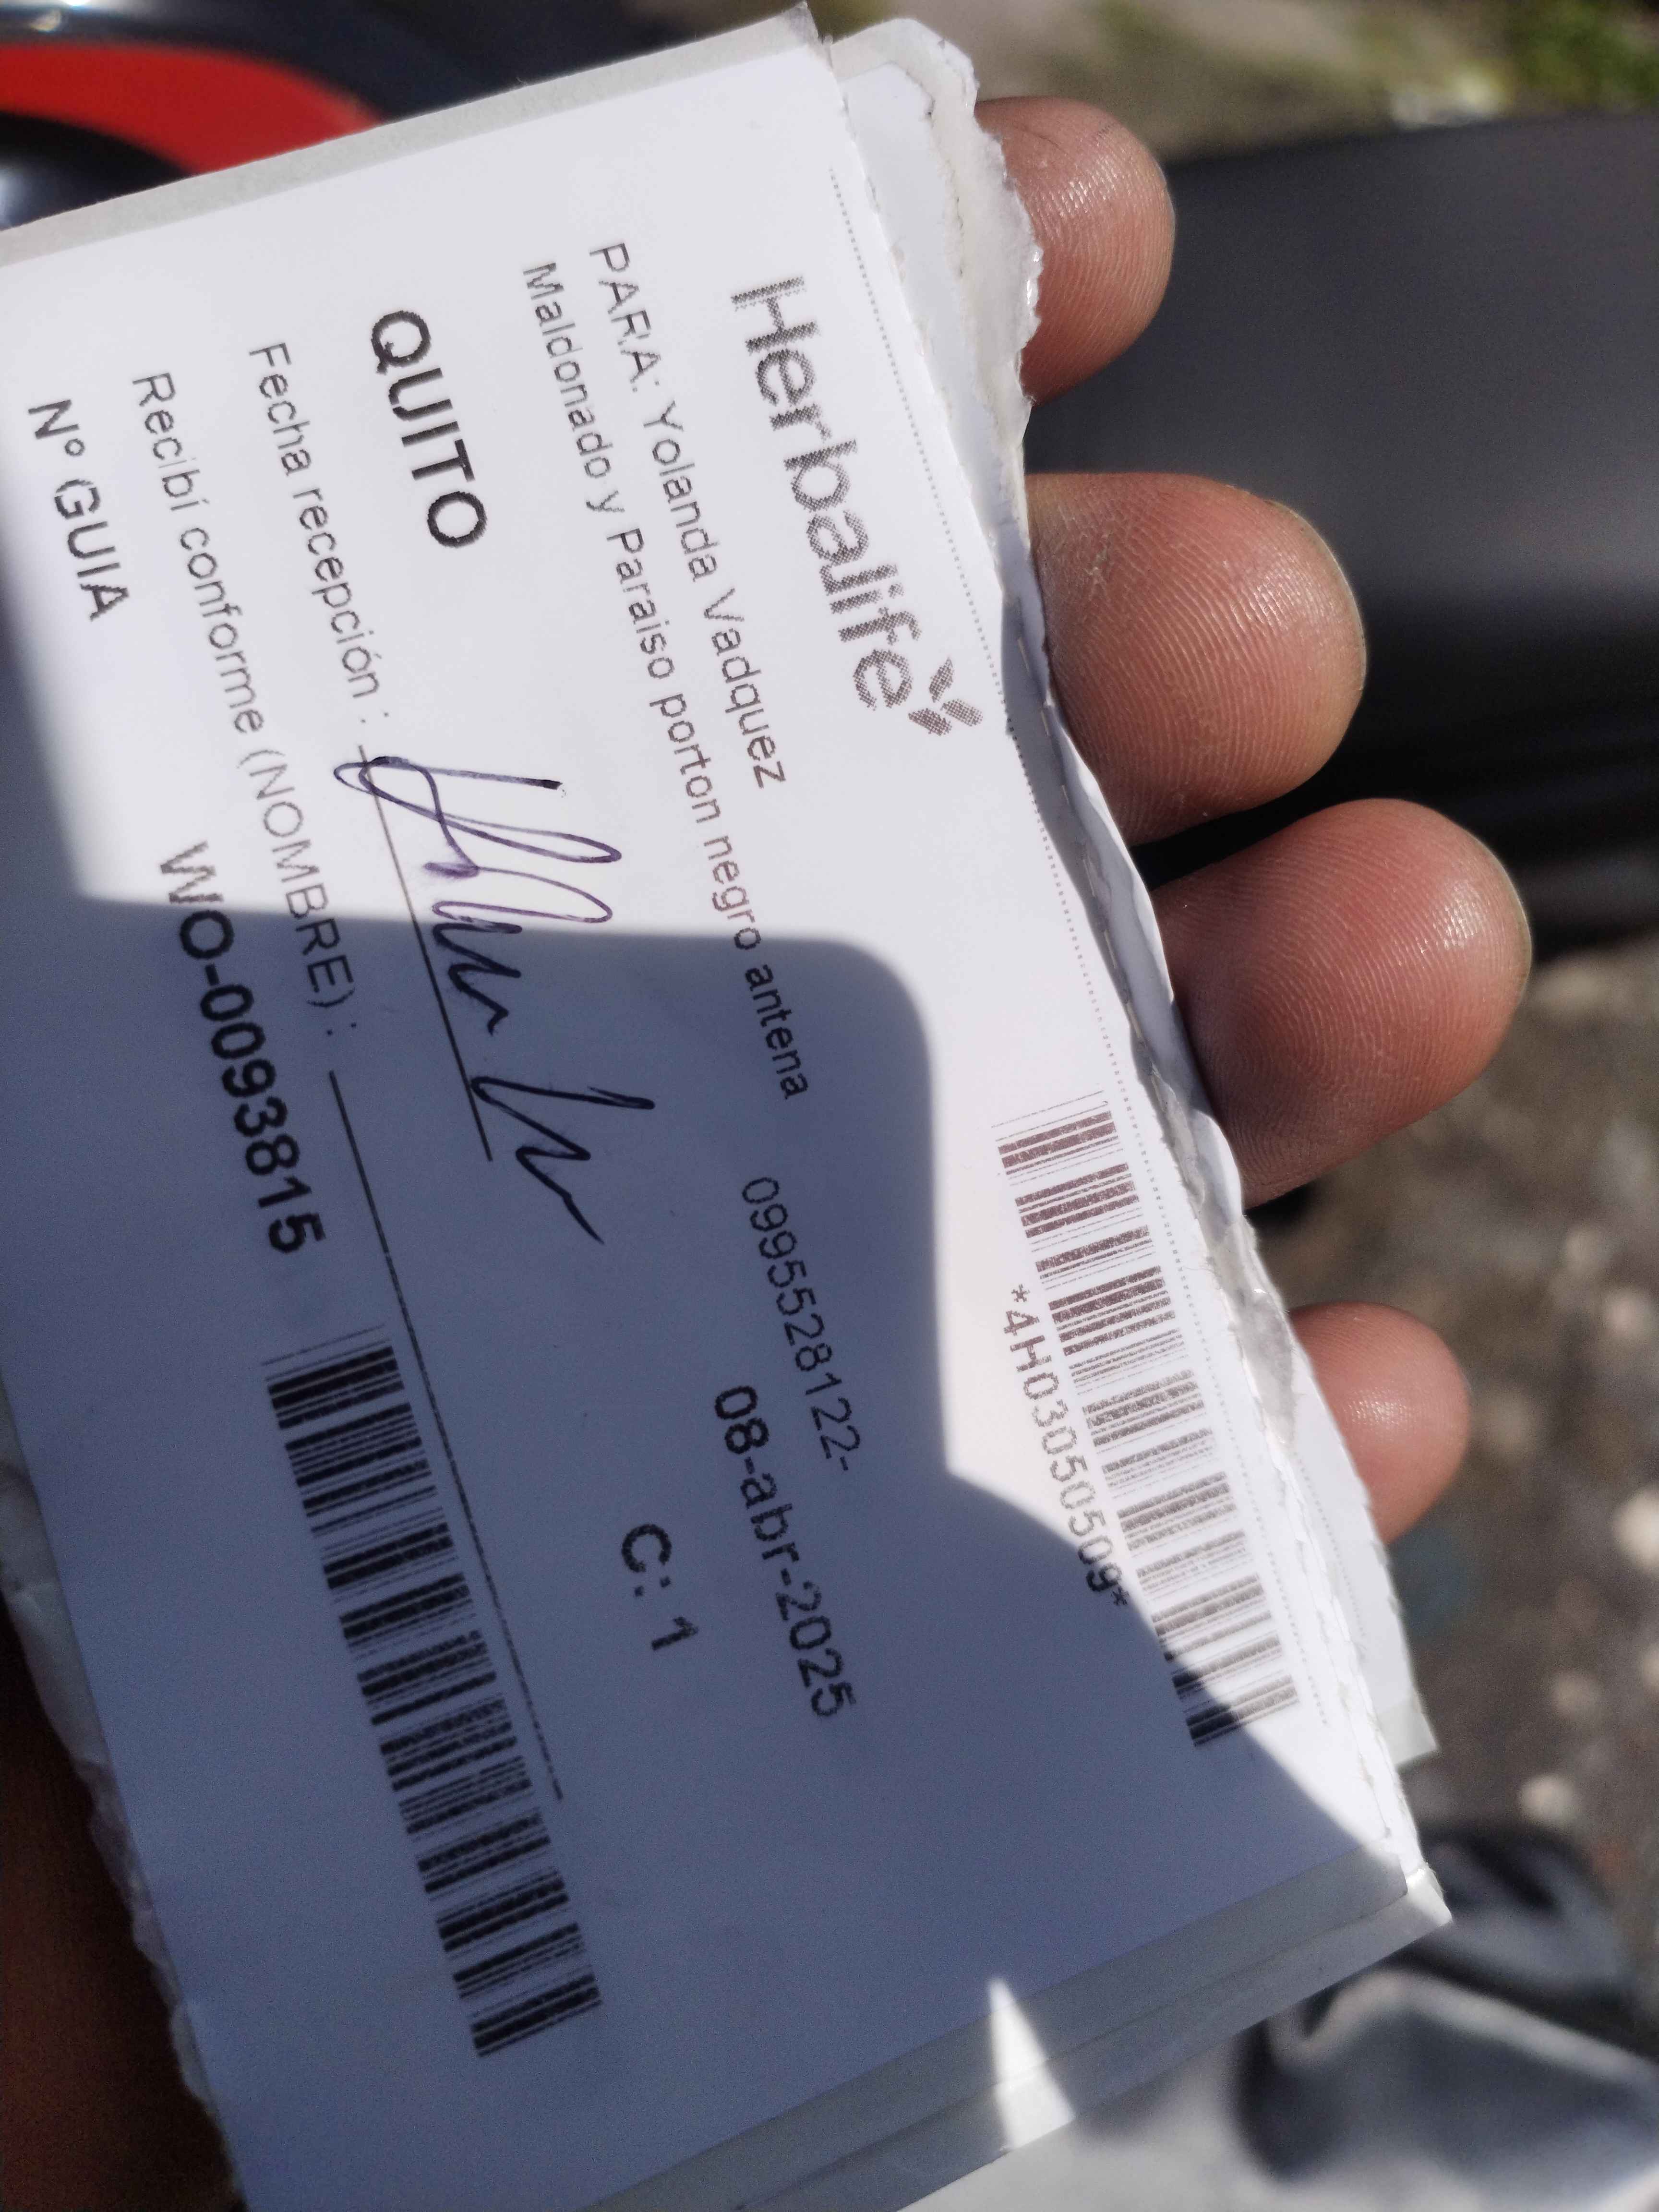 Herbalife
*4H03050509*
PARA: Yolanda Vadquez
Maldonado y Paraiso porton negro antena 0995528122-
QUITO 08-abr-2025
C: 1
Fecha recepción :
Recibí conforme (NOMBRE) :
Nº GUIA WO-0093815